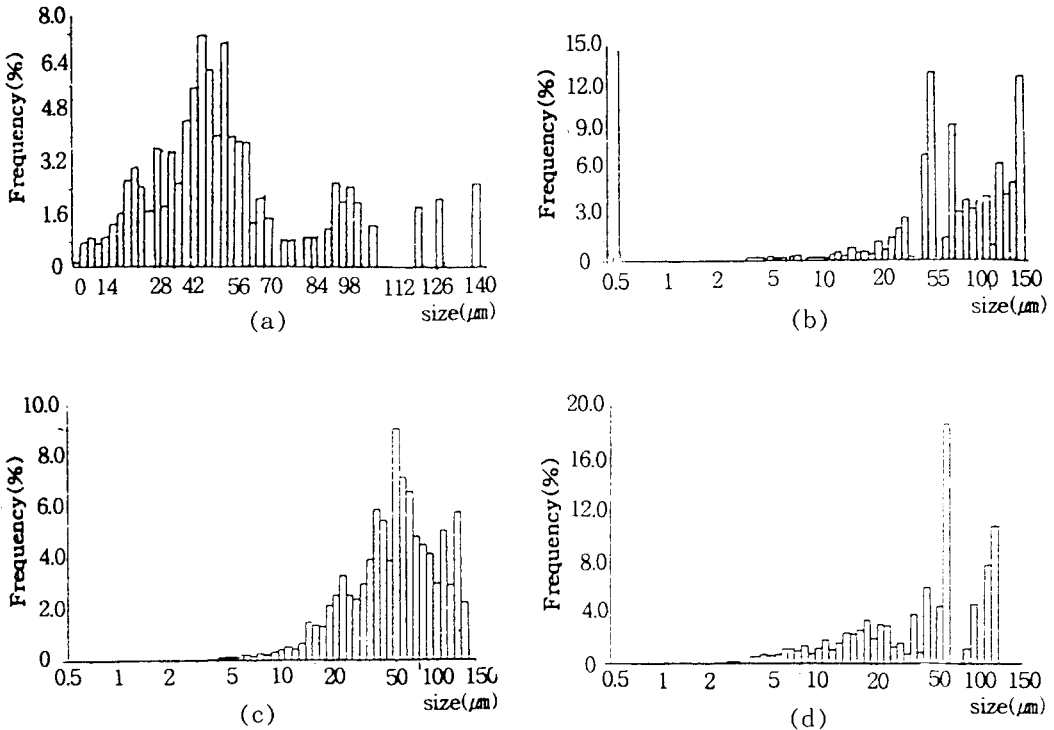 8.0
6.4
4.8
3.2
1.6
0
Frequency(%)
0 14 28 42 56 70 84 98 112 126 140
size(μm)
(a)
15.0
12.0
9.0
6.0
3.0
0
Frequency(%)
0.5 1 2 5 10 20 55 100 150
size(μm)
(b)
10.0
8.0
6.0
4.0
2.0
0
Frequency(%)
0.5 1 2 5 10 20 50 100 150
size(μm)
(c)
20.0
16.0
12.0
8.0
4.0
0
Frequency(%)
0.5 1 2 5 10 20 50 100 150
size(μm)
(d)